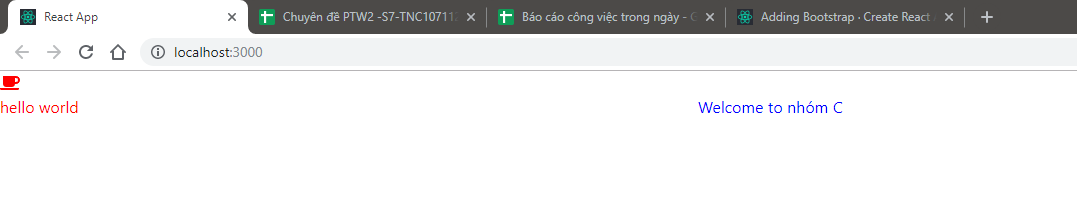 React App
Chuyên đề PTW2 -S7-TNC10711
Báo cáo công việc trong ngày - G
Adding Bootstrap · Create React
localhost:3000
hello world
Welcome to nhóm C